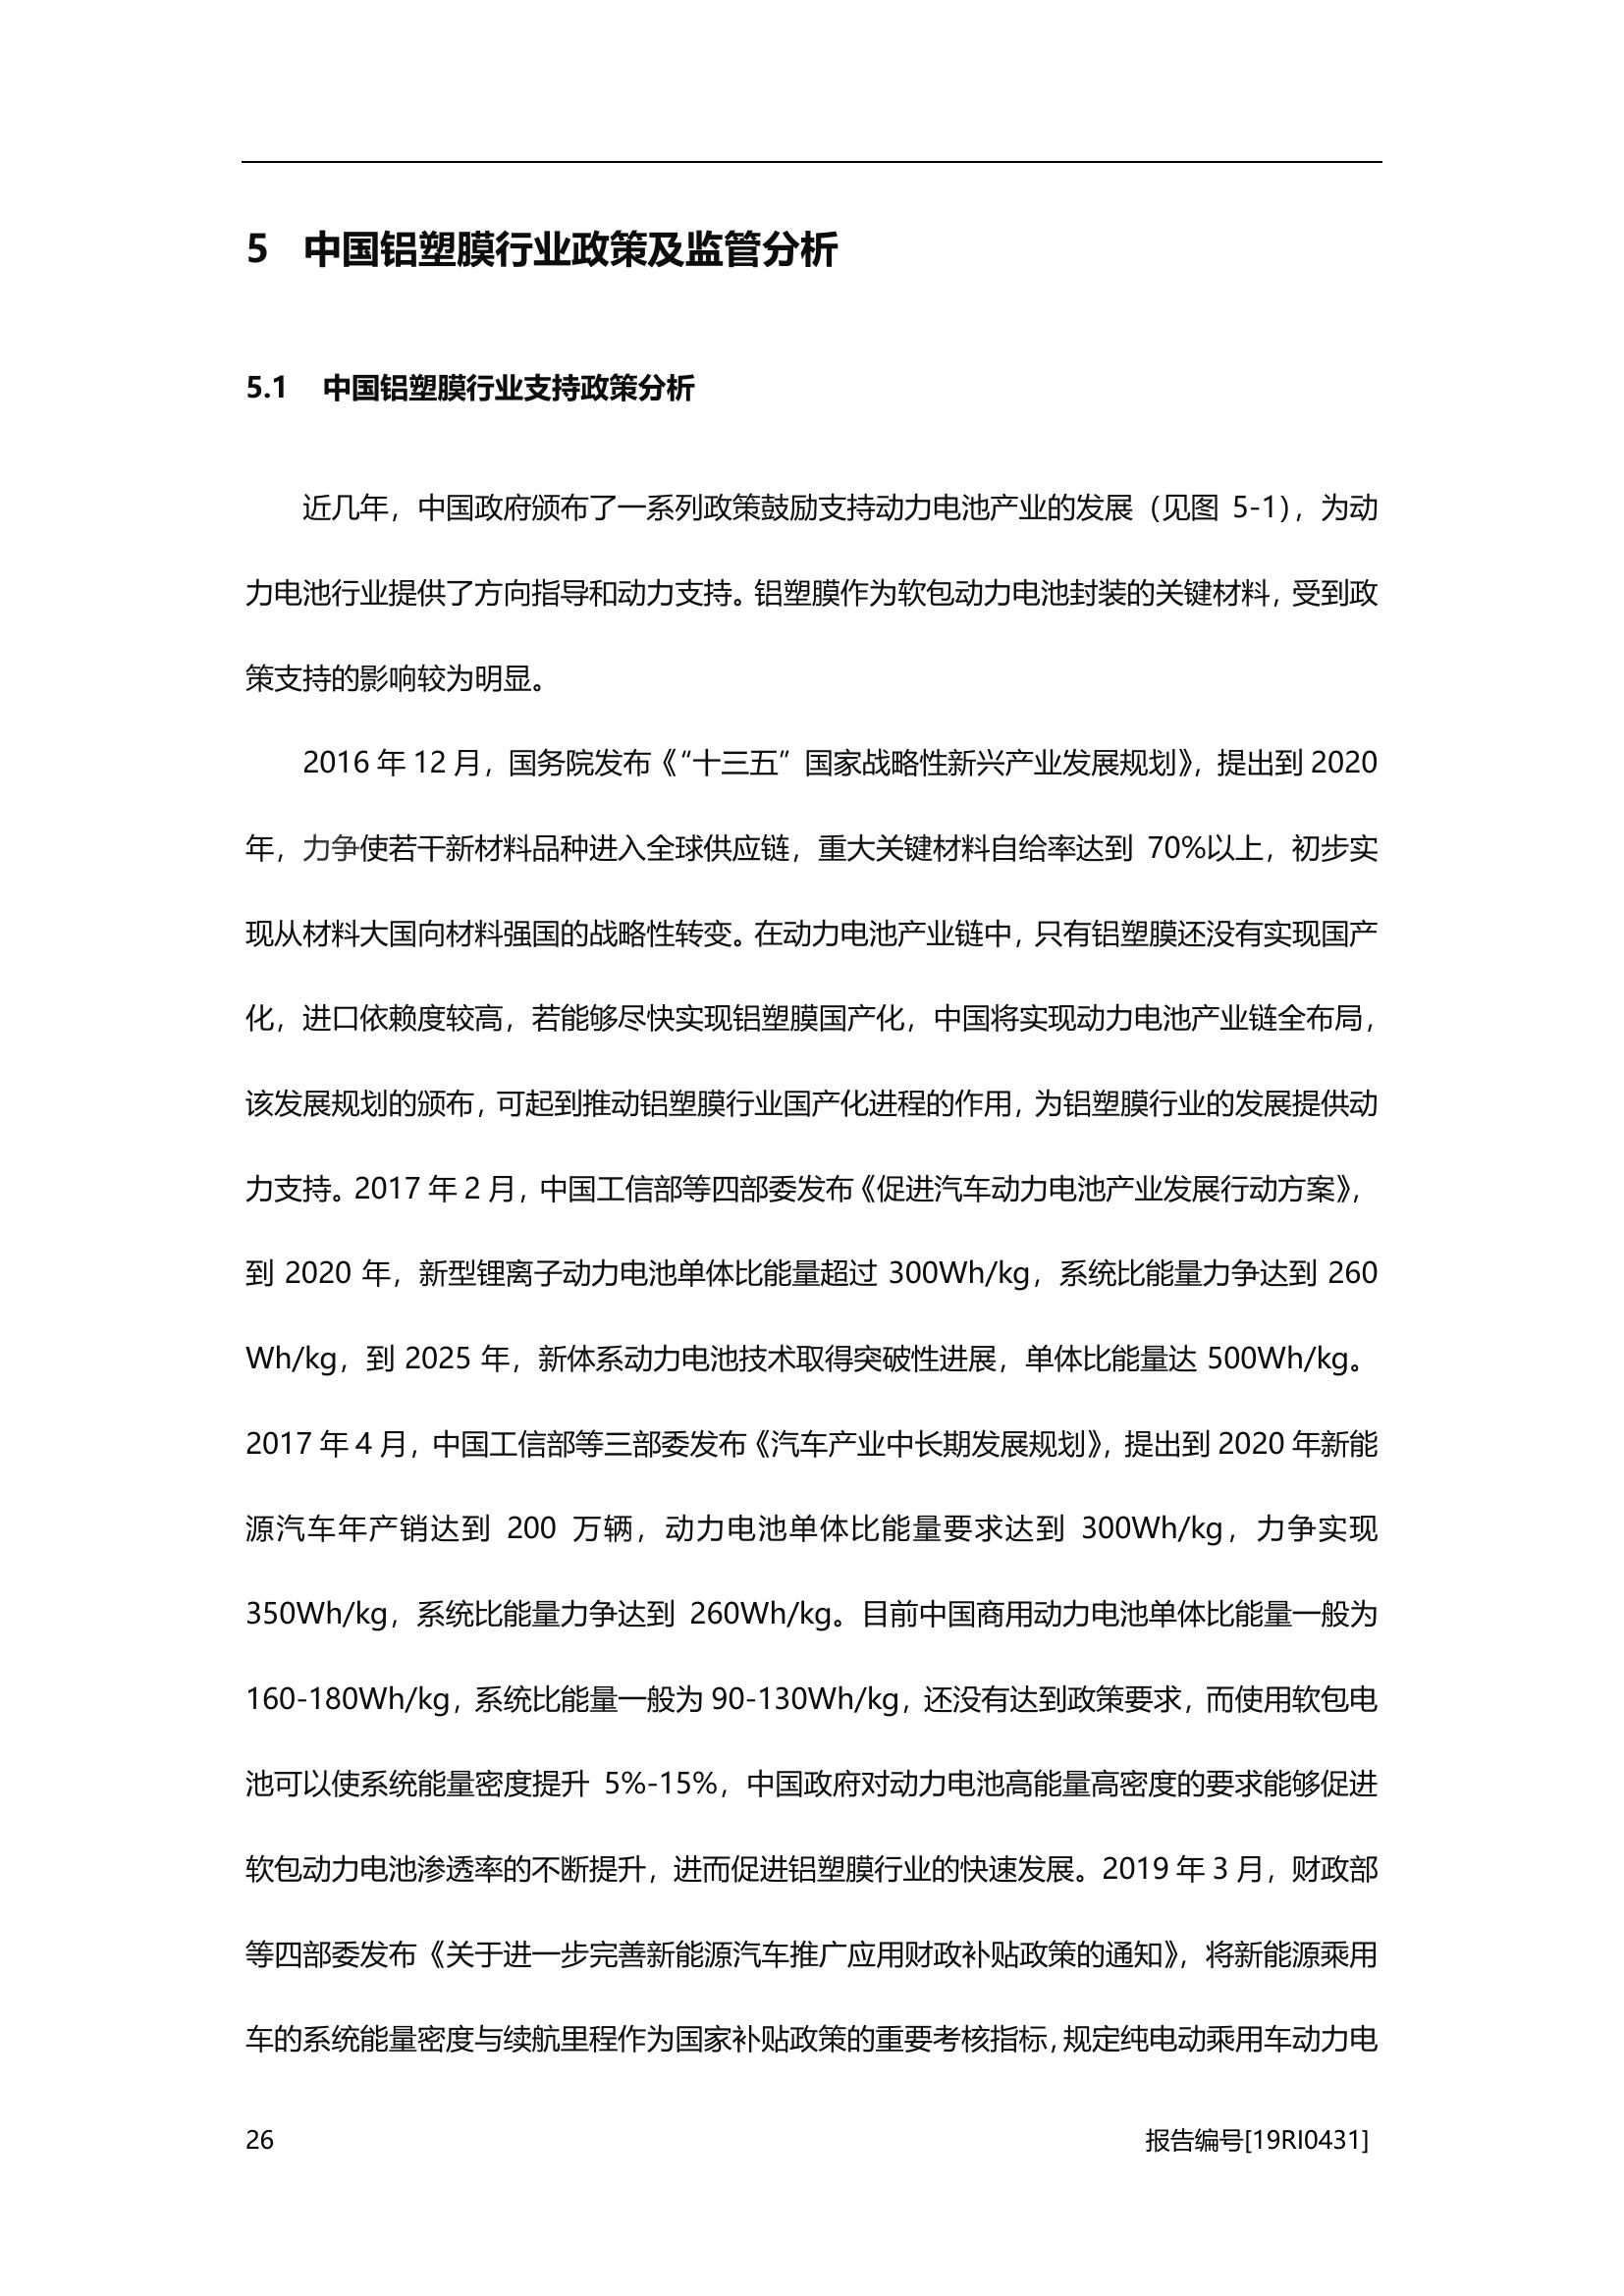 5 中国铝塑膜行业政策及监管分析
5.1 中国铝塑膜行业支持政策分析
近几年，中国政府颁布了一系列政策鼓励支持动力电池产业的发展（见图 5-1），为动
力电池行业提供了方向指导和动力支持。铝塑膜作为软包动力电池封装的关键材料，受到政
策支持的影响较为明显。
2016 年 12 月，国务院发布《“十三五”国家战略性新兴产业发展规划》，提出到 2020
年，力争使若干新材料品种进入全球供应链，重大关键材料自给率达到 70%以上，初步实
现从材料大国向材料强国的战略性转变。在动力电池产业链中，只有铝塑膜还没有实现国产
化，进口依赖度较高，若能够尽快实现铝塑膜国产化，中国将实现动力电池产业链全布局，
该发展规划的颁布，可起到推动铝塑膜行业国产化进程的作用，为铝塑膜行业的发展提供动
力支持。2017 年 2 月，中国工信部等四部委发布《促进汽车动力电池产业发展行动方案》，
到 2020 年，新型锂离子动力电池单体比能量超过 300Wh/kg，系统比能量力争达到 260
Wh/kg，到 2025 年，新体系动力电池技术取得突破性进展，单体比能量达 500Wh/kg。
2017 年 4 月，中国工信部等三部委发布《汽车产业中长期发展规划》，提出到 2020 年新能
源汽车年产销达到 200 万辆，动力电池单体比能量要求达到 300Wh/kg，力争实现
350Wh/kg，系统比能量力争达到 260Wh/kg。目前中国商用动力电池单体比能量一般为
160-180Wh/kg，系统比能量一般为 90-130Wh/kg，还没有达到政策要求，而使用软包电
池可以使系统能量密度提升 5%-15%，中国政府对动力电池高能量高密度的要求能够促进
软包动力电池渗透率的不断提升，进而促进铝塑膜行业的快速发展。2019 年 3 月，财政部
等四部委发布《关于进一步完善新能源汽车推广应用财政补贴政策的通知》，将新能源乘用
车的系统能量密度与续航里程作为国家补贴政策的重要考核指标，规定纯电动乘用车动力电
26 报告编号[19RI0431]